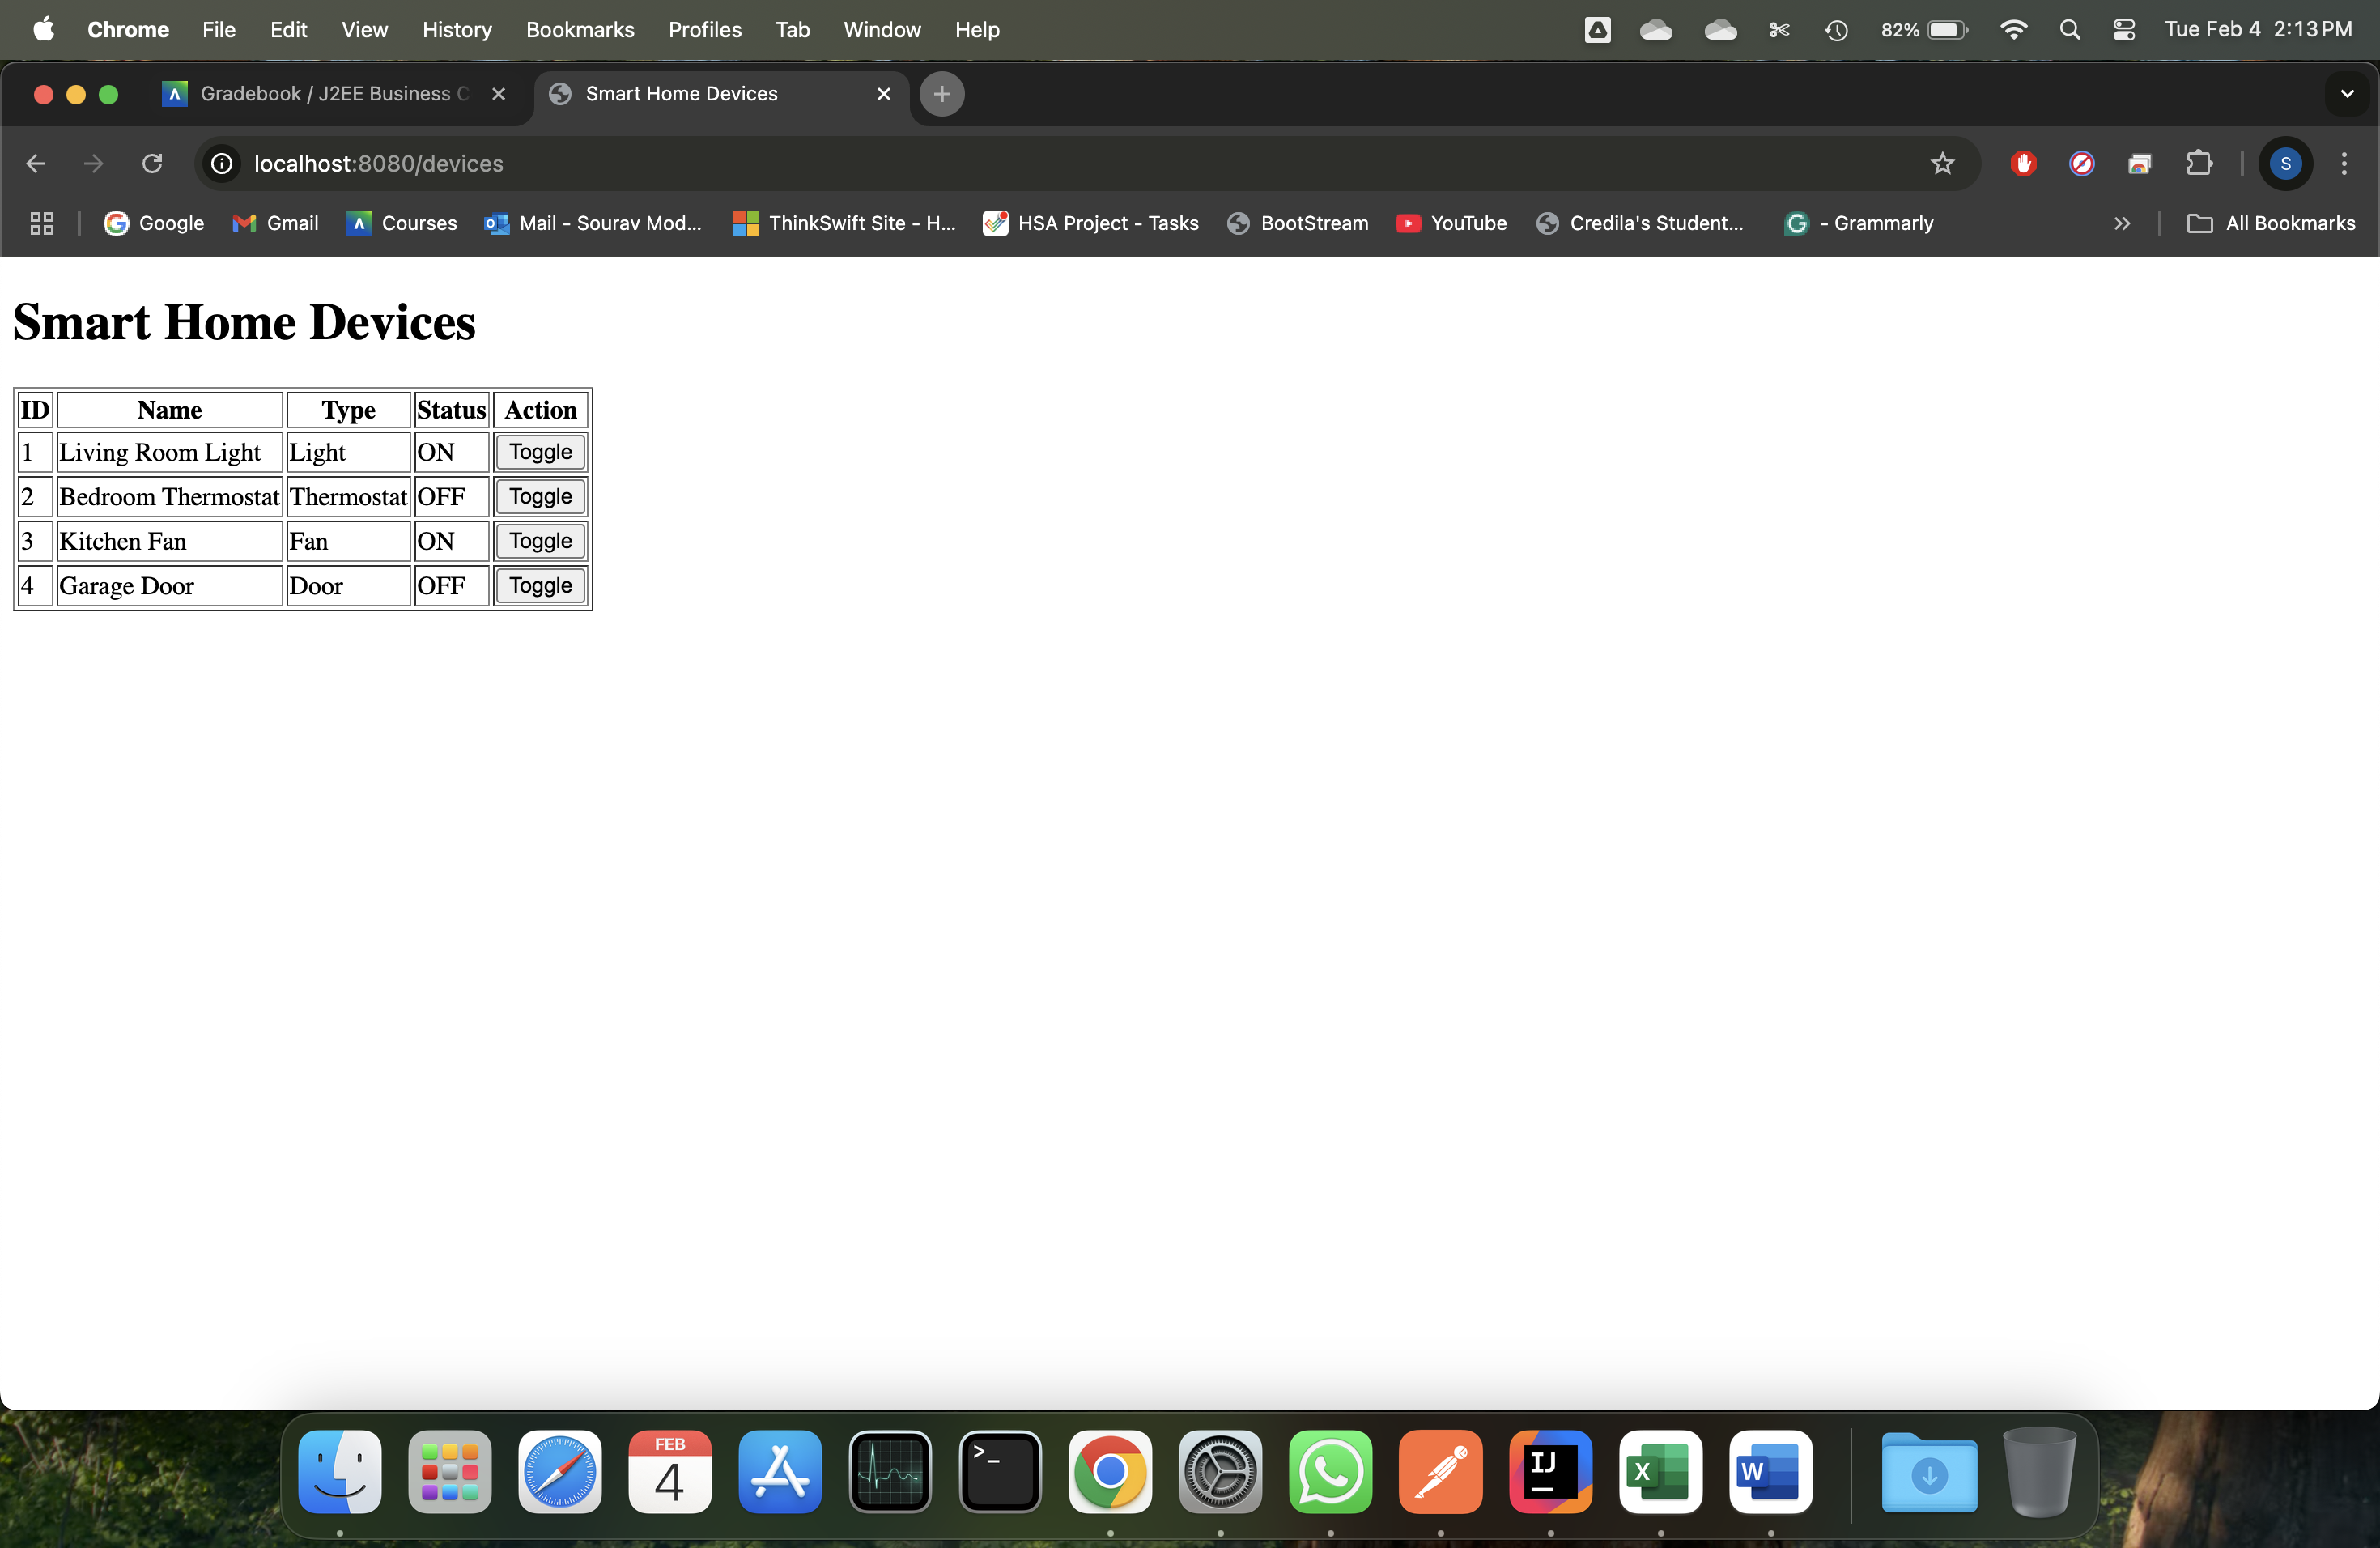 Chrome File Edit View History Bookmarks Profiles Tab Window Help 82% Tue Feb 4 2:13 PM
Gradebook / J2EE Business C Smart Home Devices
localhost:8080/devices S
Google Gmail Courses Mail - Sourav Mod... ThinkSwift Site - H... HSA Project - Tasks BootStream YouTube Credila's Student... - Grammarly All Bookmarks
Smart Home Devices
ID Name Type Status Action
1 Living Room Light Light ON Toggle
2 Bedroom Thermostat Thermostat OFF Toggle
3 Kitchen Fan Fan ON Toggle
4 Garage Door Door OFF Toggle
FEB
4 >_ IJ X W